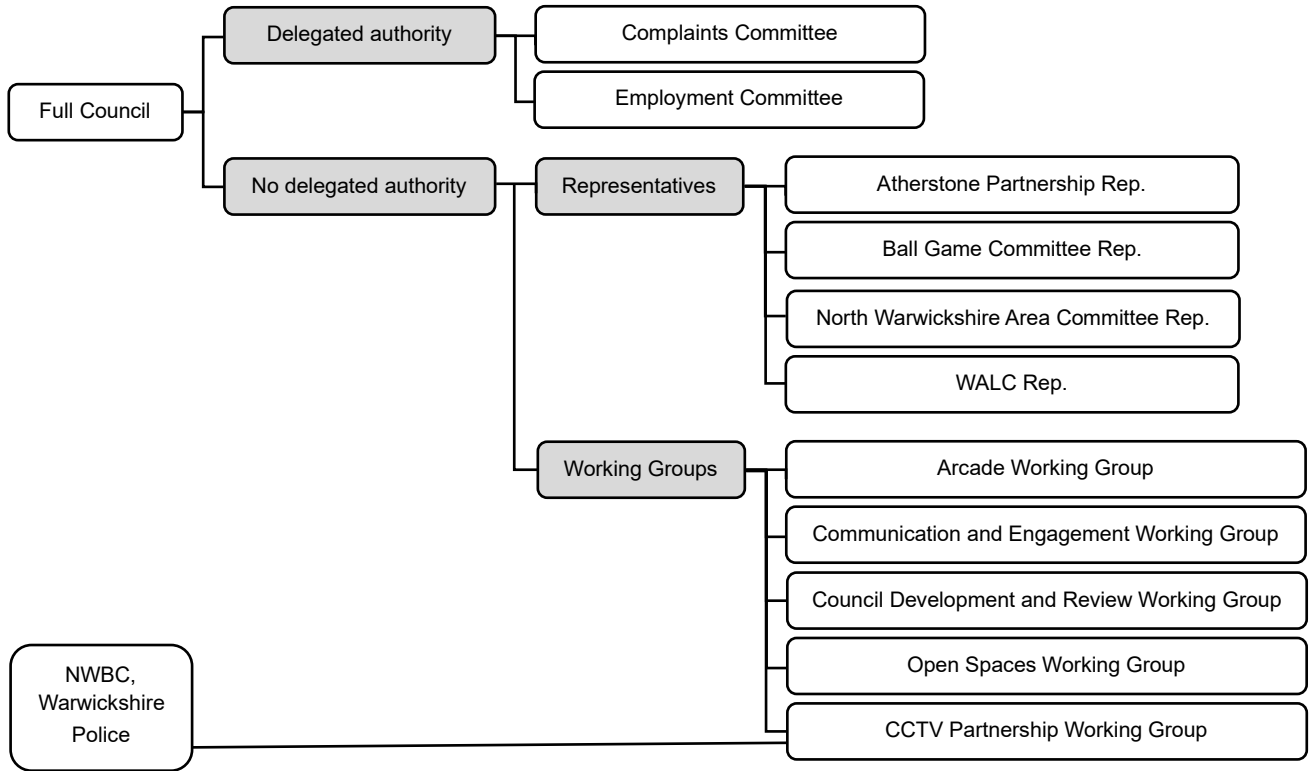 Delegated authority
Complaints Committee
Employment Committee
Full Council
No delegated authority
Representatives
Atherstone Partnership Rep.
Ball Game Committee Rep.
North Warwickshire Area Committee Rep.
WALC Rep.
Working Groups
Arcade Working Group
Communication and Engagement Working Group
Council Development and Review Working Group
Open Spaces Working Group
CCTV Partnership Working Group
NWBC,
Warwickshire
Police